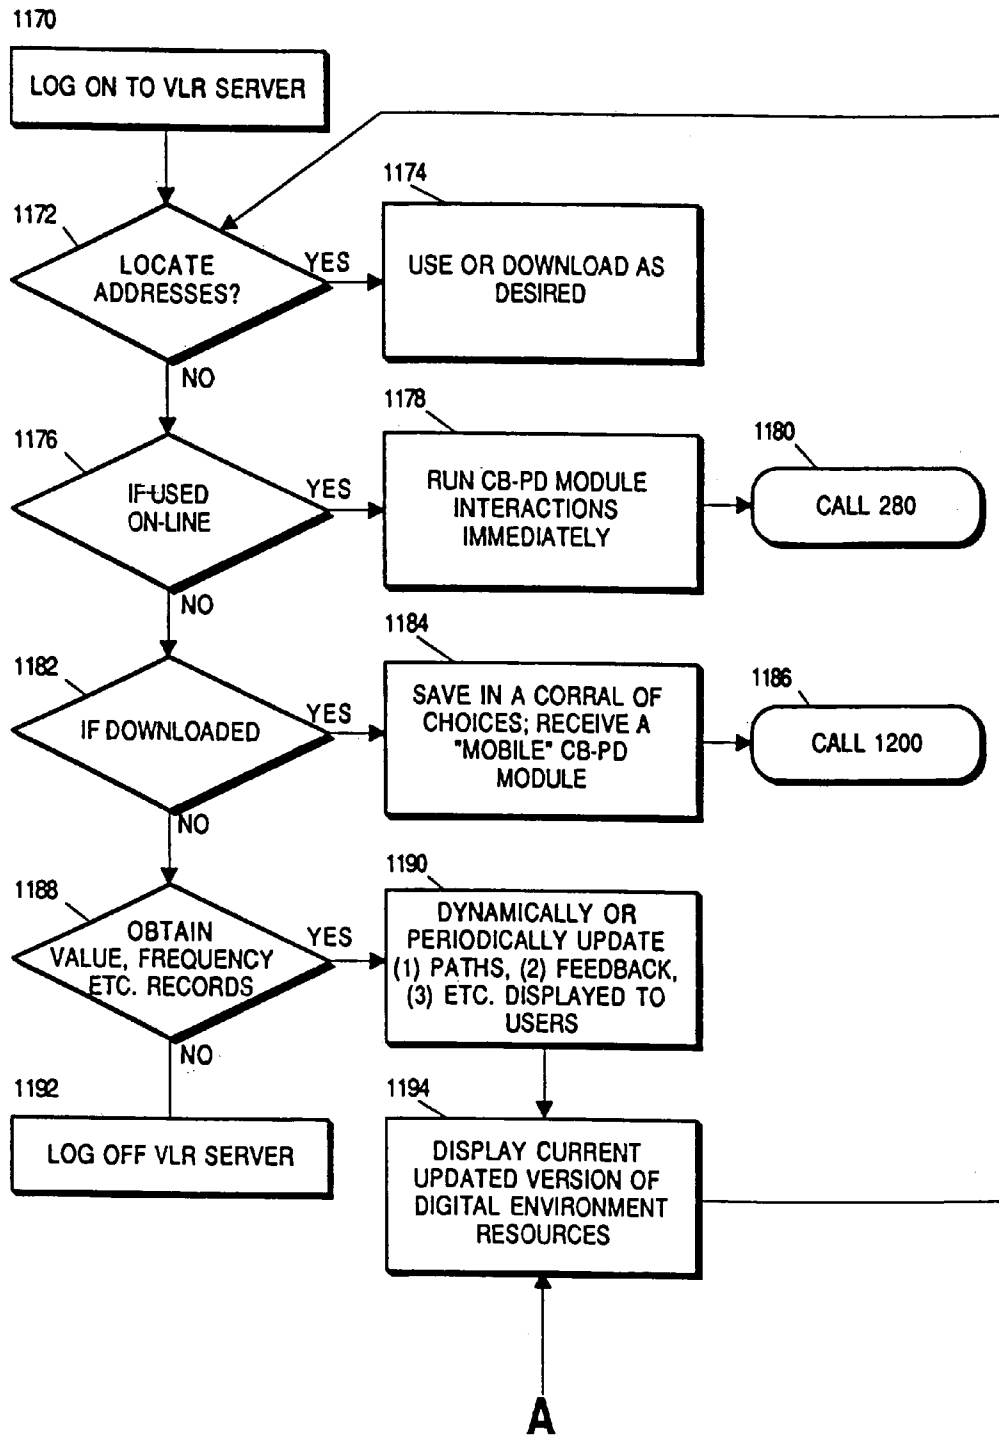 1170
LOG ON TO VLR SERVER
1172
LOCATE
ADDRESSES?
YES
NO
1174
USE OR DOWNLOAD AS
DESIRED
1176
IF USED
ON-LINE
YES
NO
1178
RUN CB-PD MODULE
INTERACTIONS
IMMEDIATELY
1180
CALL 280
1182
IF DOWNLOADED
YES
NO
1184
SAVE IN A CORRAL OF
CHOICES; RECEIVE A
"MOBILE" CB-PD
MODULE
1186
CALL 1200
1188
OBTAIN
VALUE, FREQUENCY
ETC. RECORDS
YES
NO
1190
DYNAMICALLY OR
PERIODICALLY UPDATE
(1) PATHS, (2) FEEDBACK,
(3) ETC. DISPLAYED TO
USERS
1192
LOG OFF VLR SERVER
1194
DISPLAY CURRENT
UPDATED VERSION OF
DIGITAL ENVIRONMENT
RESOURCES
A